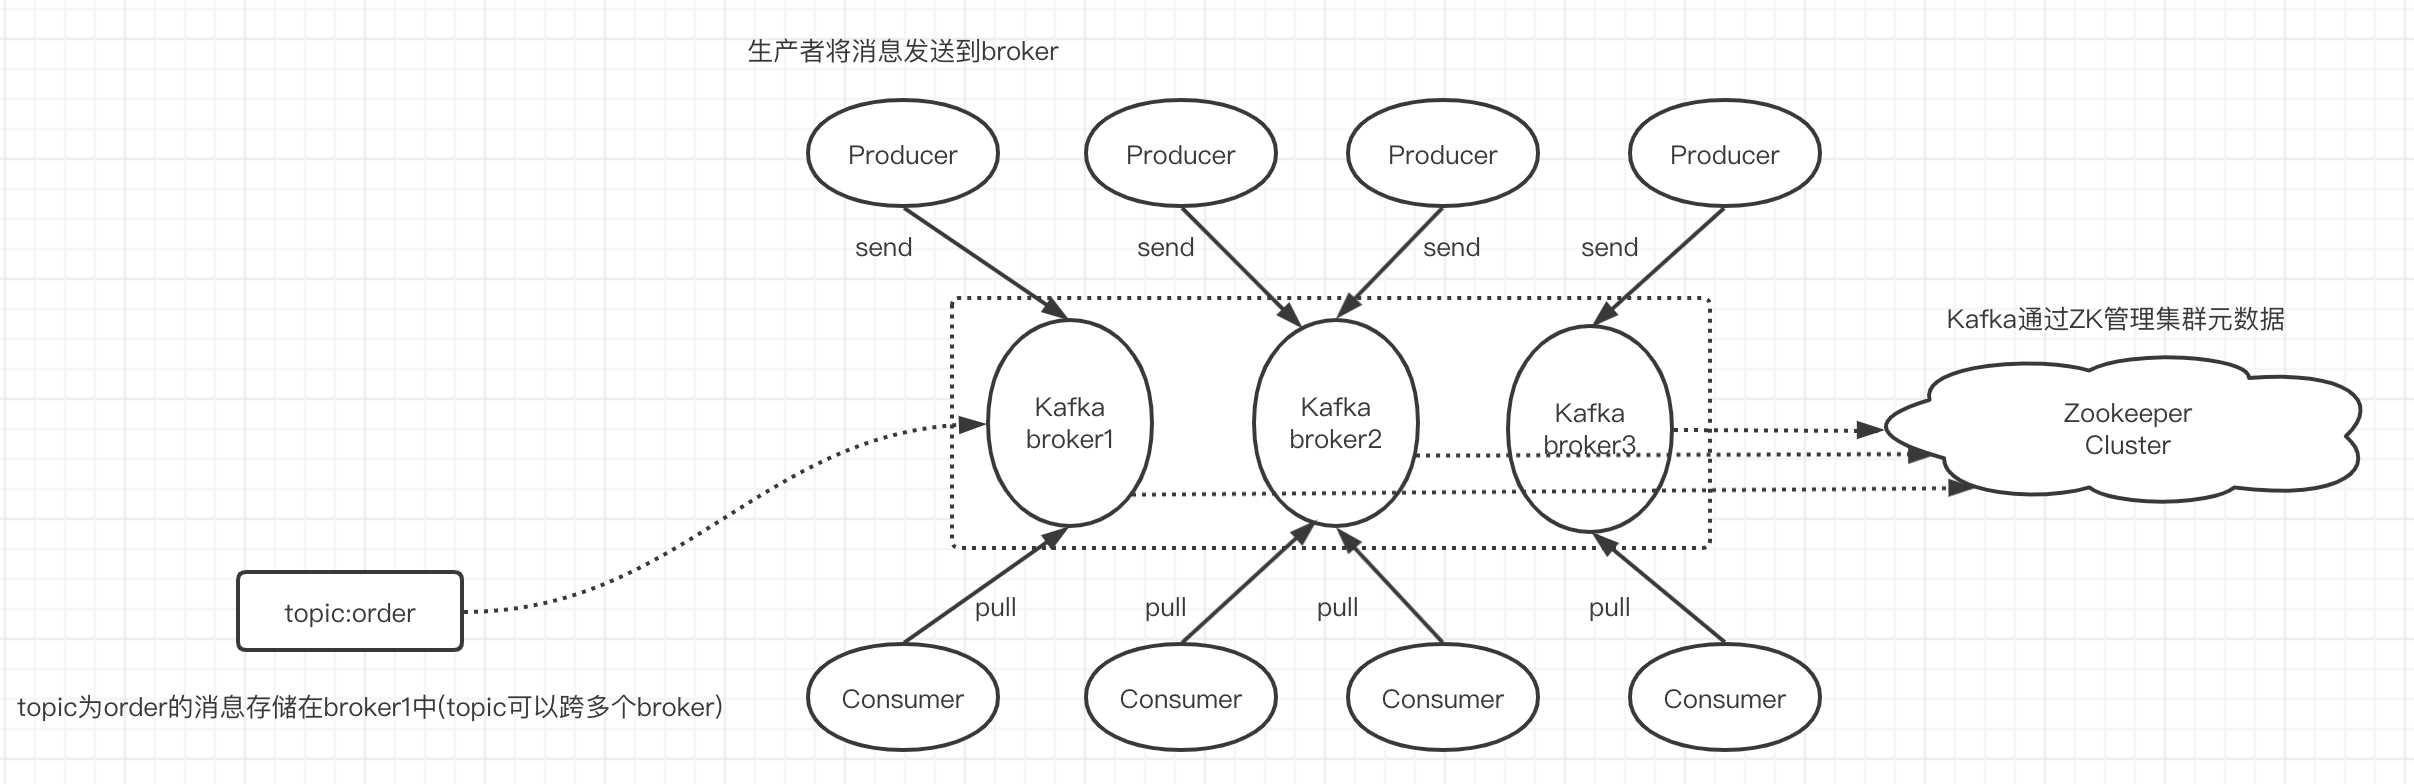 生产者将消息发送到broker
Producer
Producer
Producer
Producer
send
send
send
send
Kafka通过ZK管理集群元数据
Kafka
broker1
Kafka
broker2
Kafka
broker3
Zookeeper
Cluster
topic:order
pull
pull
pull
pull
topic为order的消息存储在broker1中(topic可以跨多个broker)
Consumer
Consumer
Consumer
Consumer